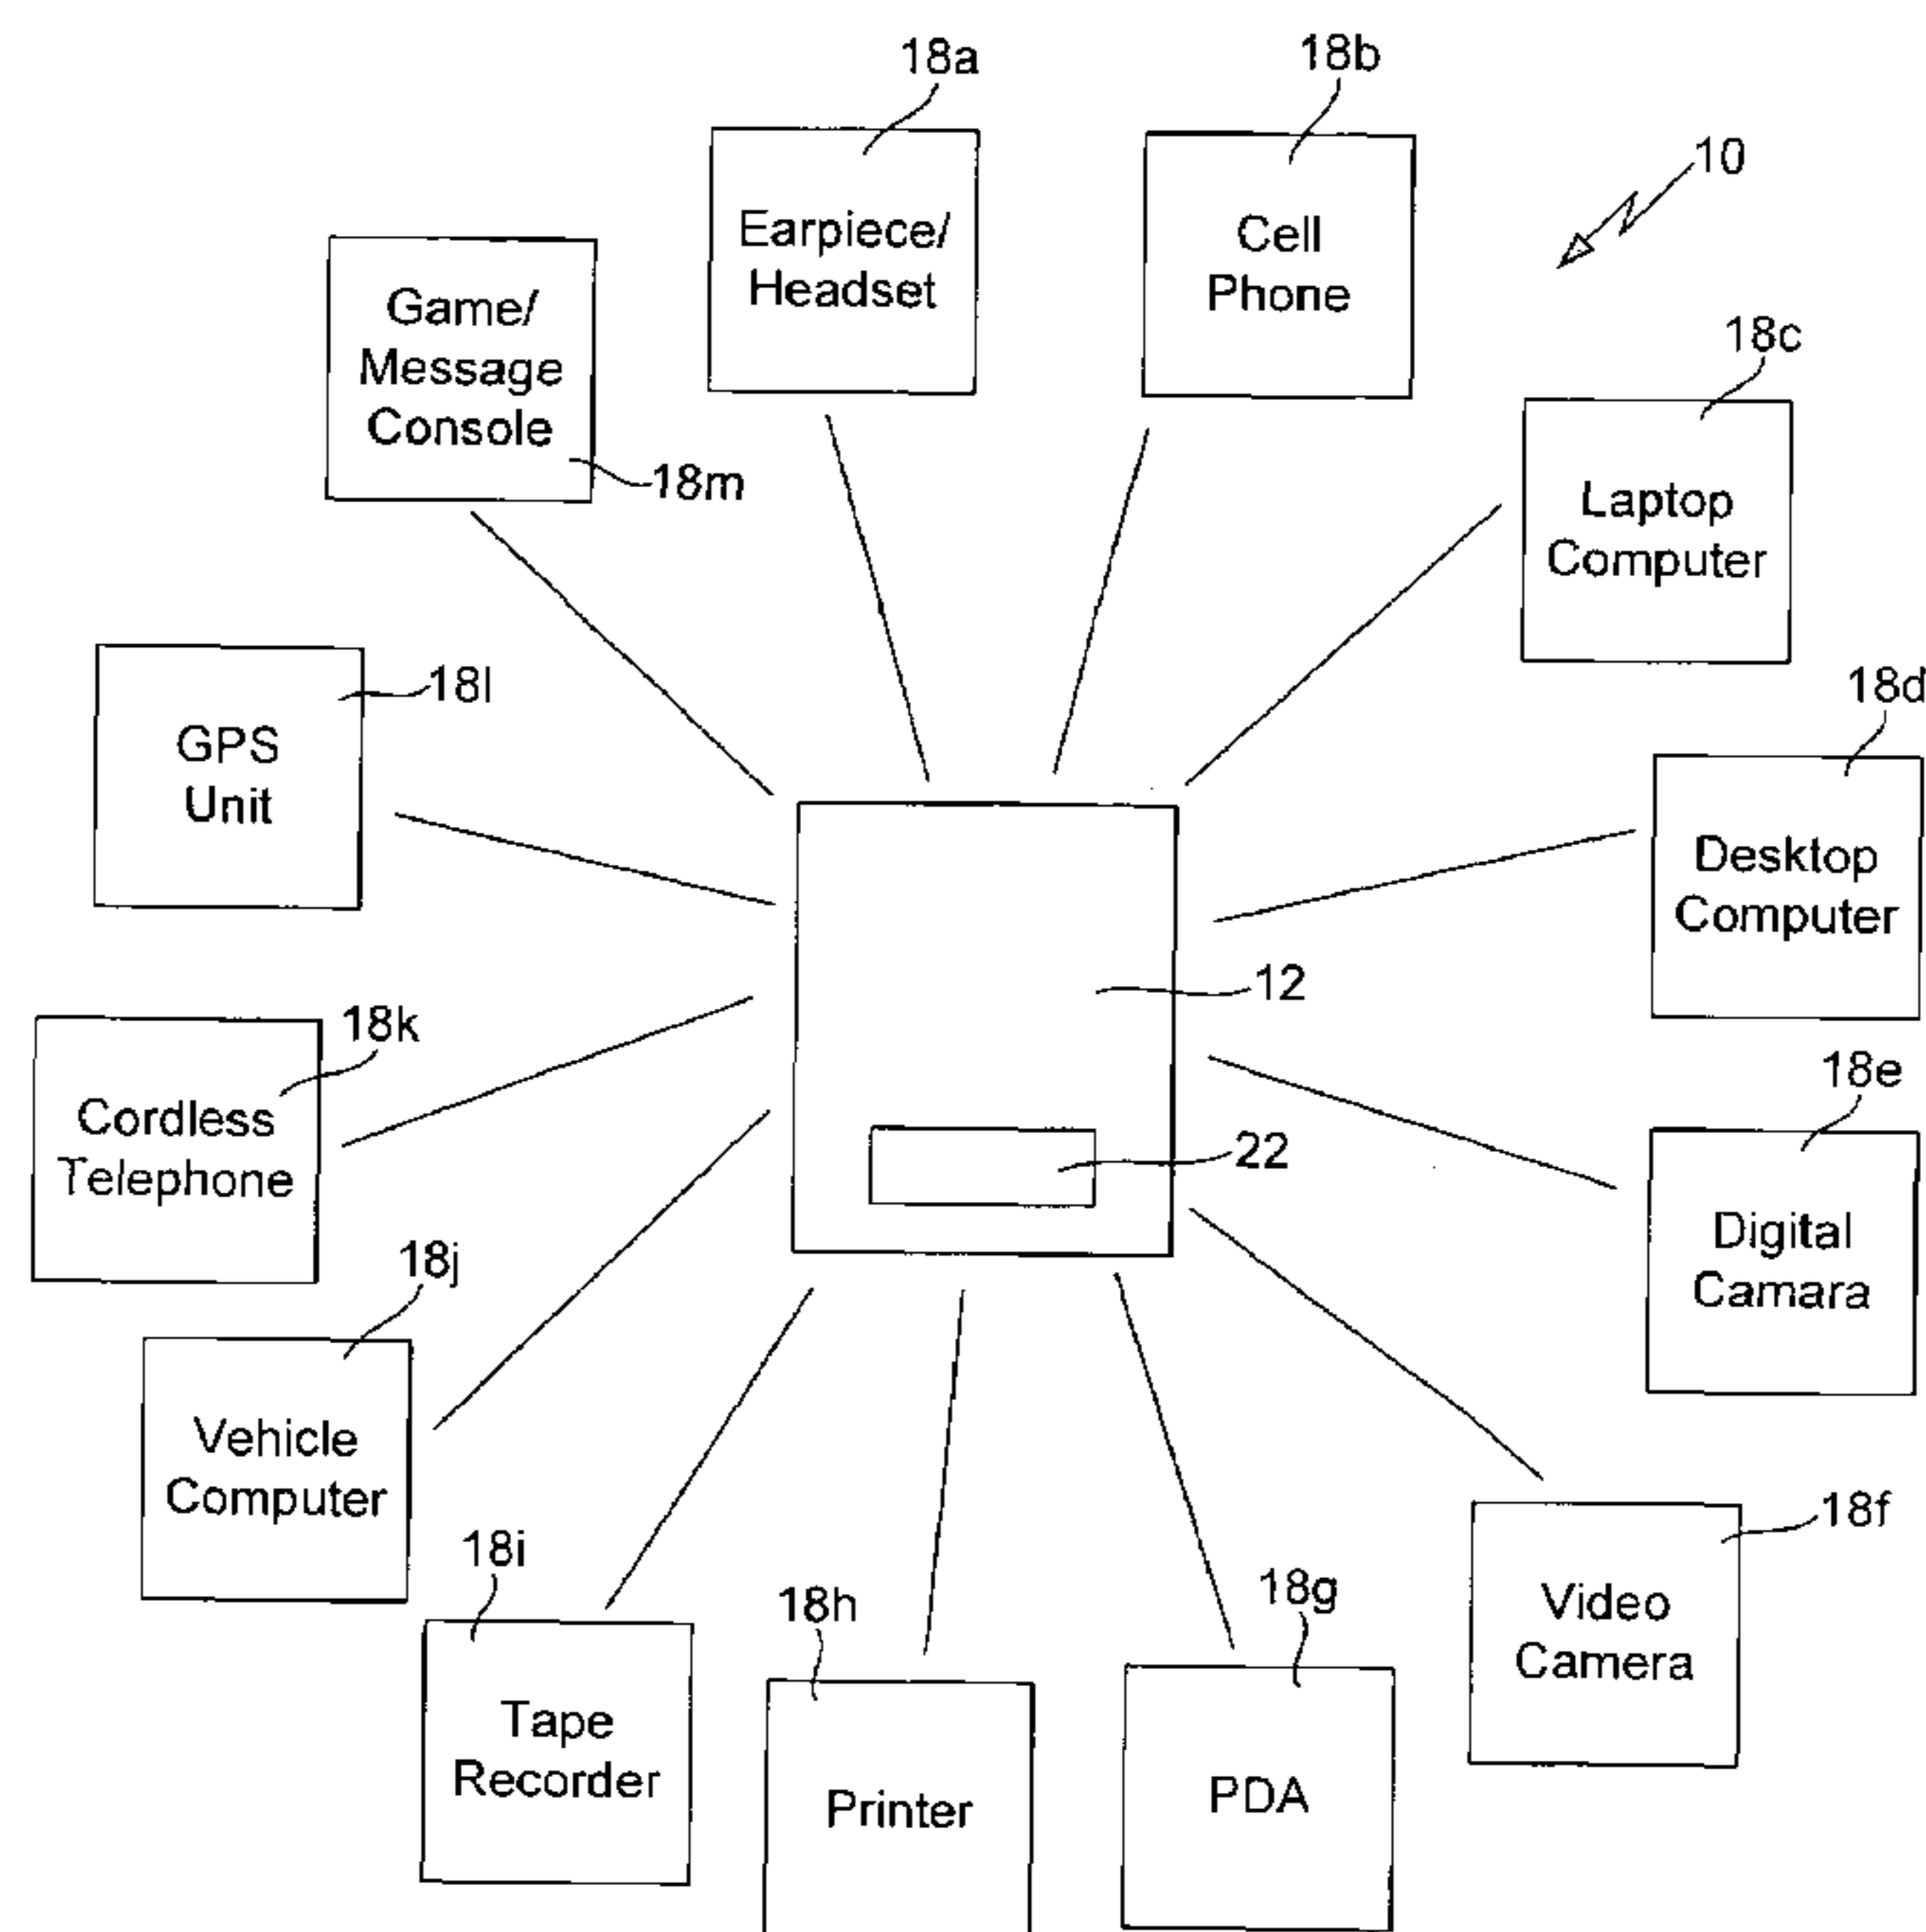 18a
18b
10
Earpiece/
Headset
Cell
Phone
Game/
Message
Console
18m
18c
Laptop
Computer
18l
GPS
Unit
18d
Desktop
Computer
12
18k
Cordless
Telephone
18e
Digital
Camara
22
18j
Vehicle
Computer
18f
Video
Camera
18i
Tape
Recorder
18h
Printer
18g
PDA